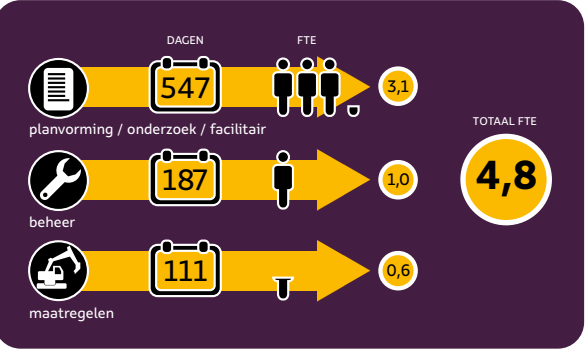 DAGEN FTE
547 3,1
planvorming / onderzoek / facilitair
TOTAAL FTE
187 1,0 4,8
beheer
111 0,6
maatregelen